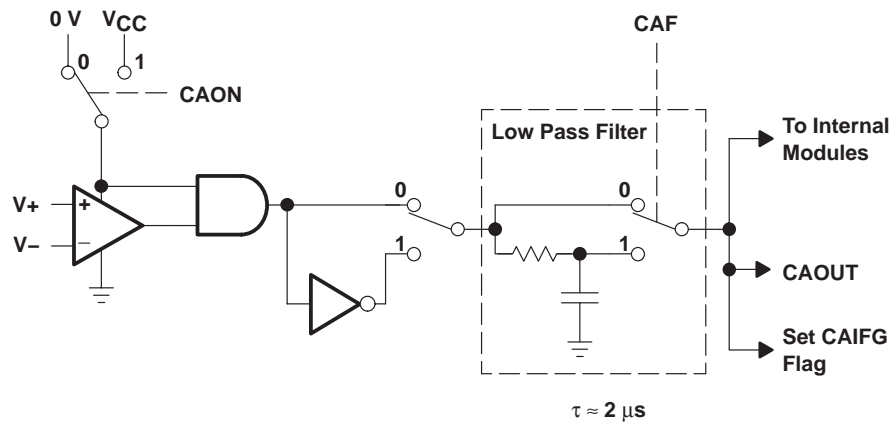 0 V
VCC
CAF
0
1
CAON
Low Pass Filter
To Internal
Modules
0
0
V+
+
V−
−
1
1
CAOUT
Set CAIFG
Flag
τ ≈ 2 μs